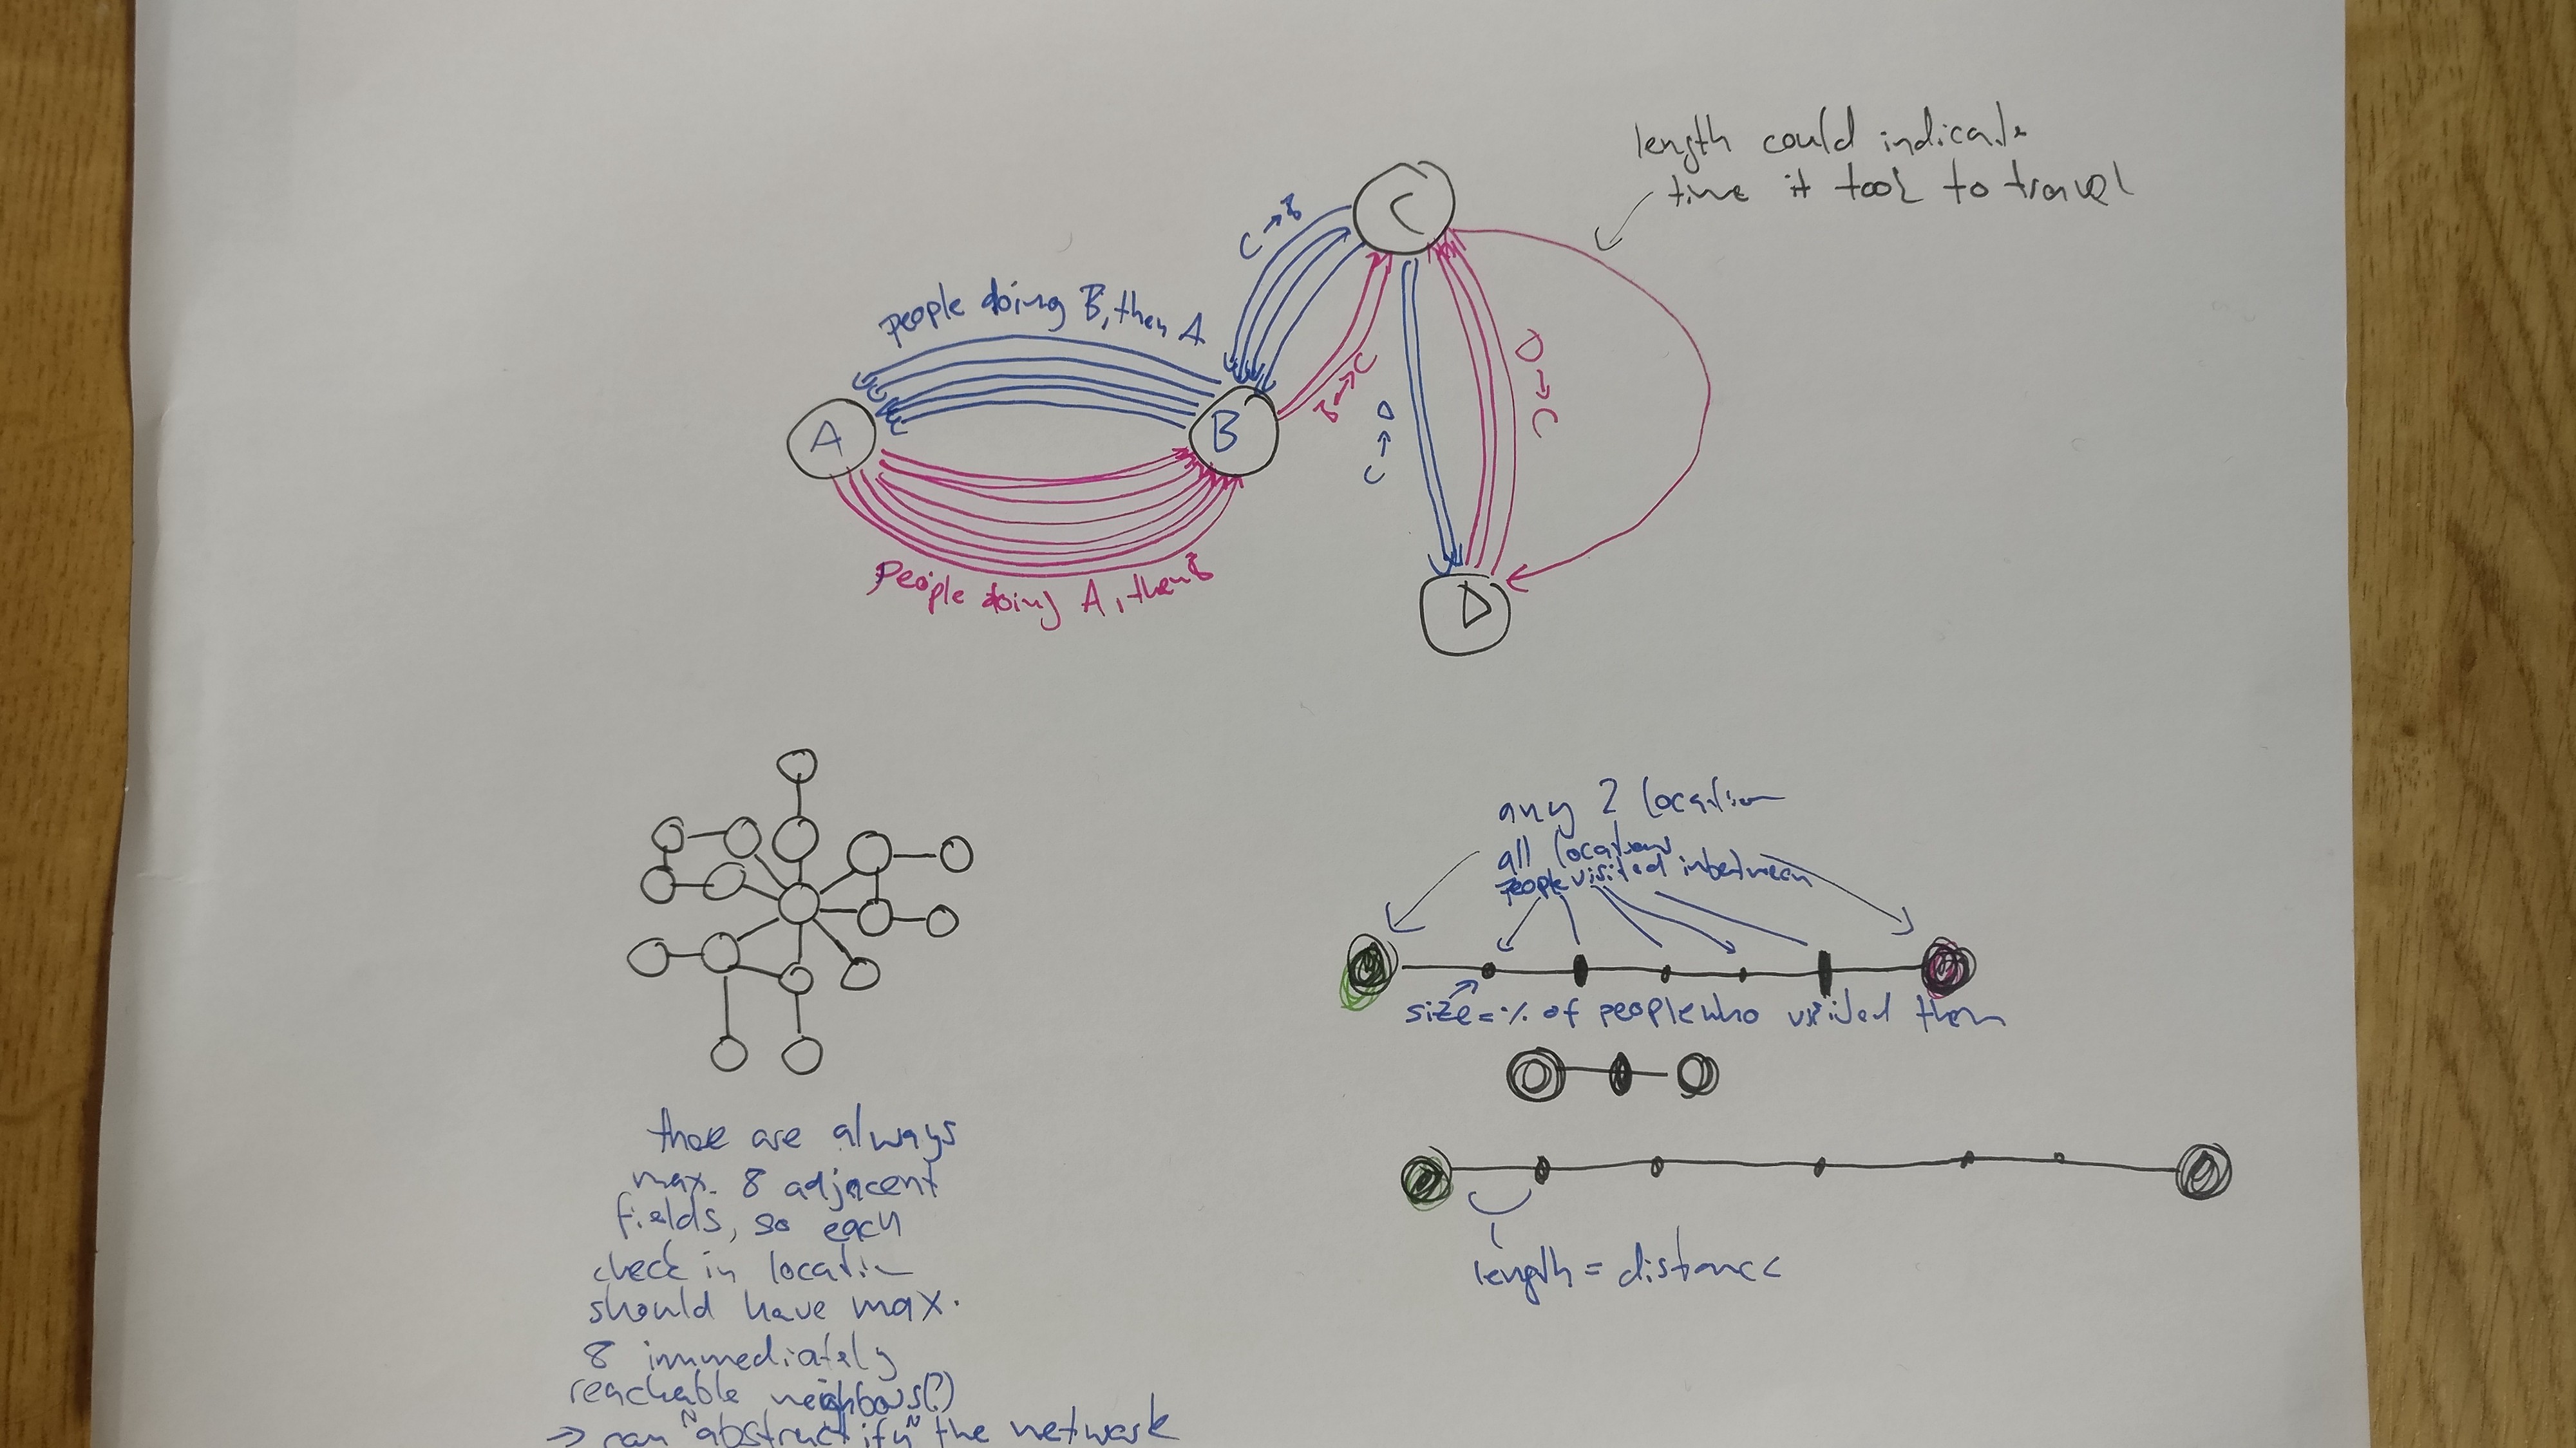 length could indicate
time it took to travel
C
C → B
people doing B, then A
A
B
B → C
C → D
D → C
people doing A, then B
D
any 2 location
all locations
people visited inbetween
size = % of people who visited them
length = distance
there are always
max. 8 adjacent
fields, so each
check in location
should have max.
8 immediately
reachable neighbours(?)
→ can "abstractify" the network